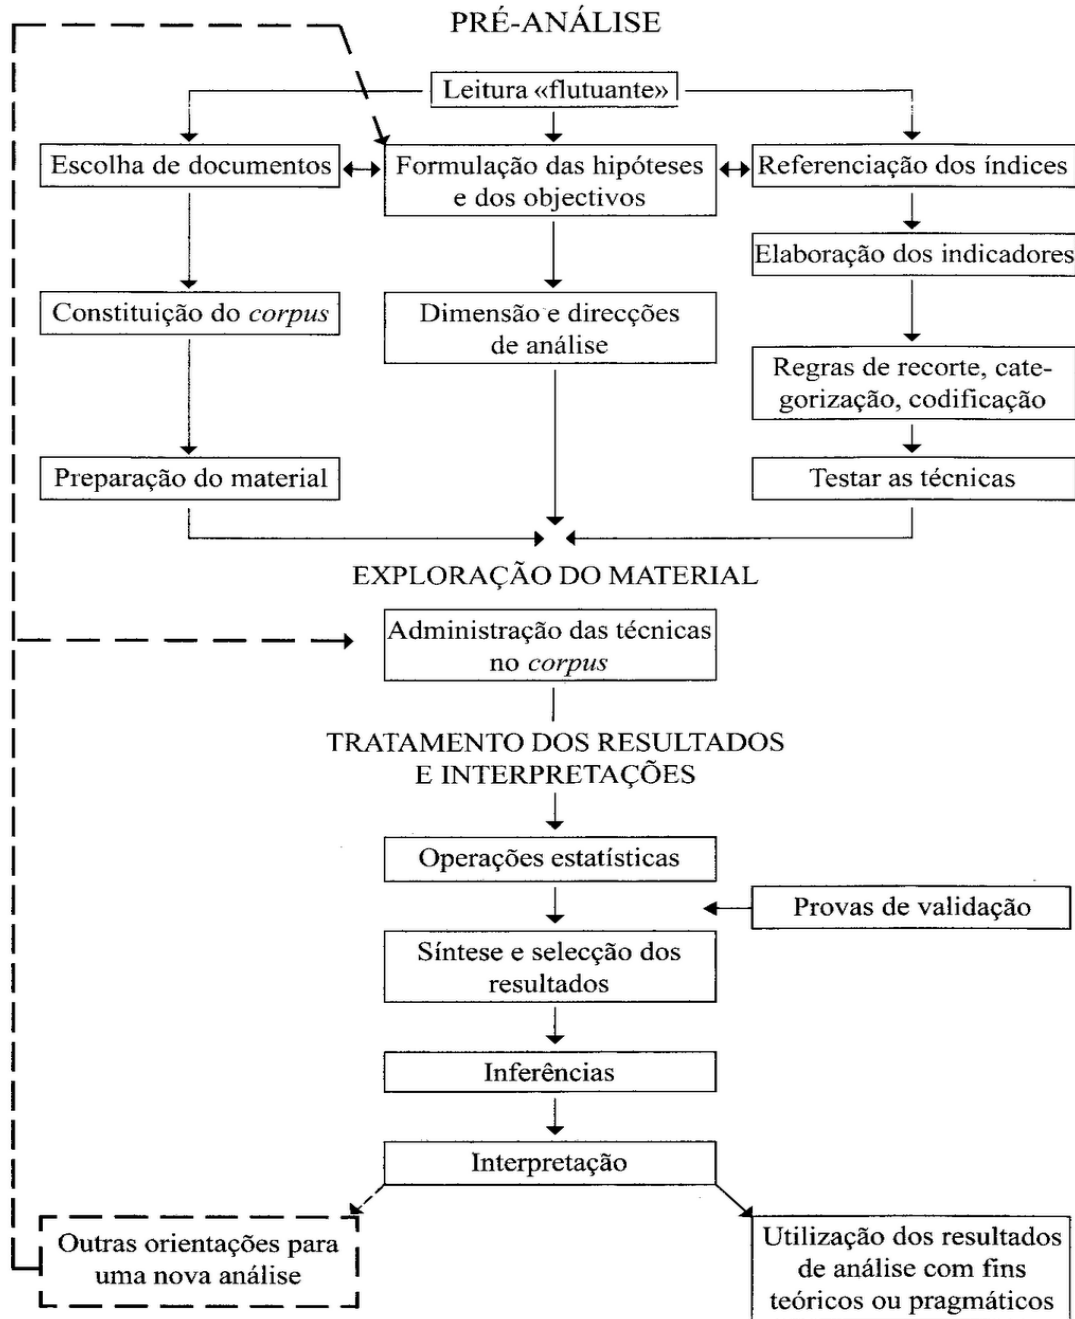 PRÉ-ANÁLISE
Leitura «flutuante»
Escolha de documentos
Formulação das hipóteses
e dos objectivos
Referenciação dos índices
Elaboração dos indicadores
Constituição do corpus
Dimensão e direcções
de análise
Regras de recorte, cate-
gorização, codificação
Preparação do material
Testar as técnicas
EXPLORAÇÃO DO MATERIAL
Administração das técnicas
no corpus
TRATAMENTO DOS RESULTADOS
E INTERPRETAÇÕES
Operações estatísticas
Provas de validação
Síntese e selecção dos
resultados
Inferências
Interpretação
Outras orientações para
uma nova análise
Utilização dos resultados
de análise com fins
teóricos ou pragmáticos